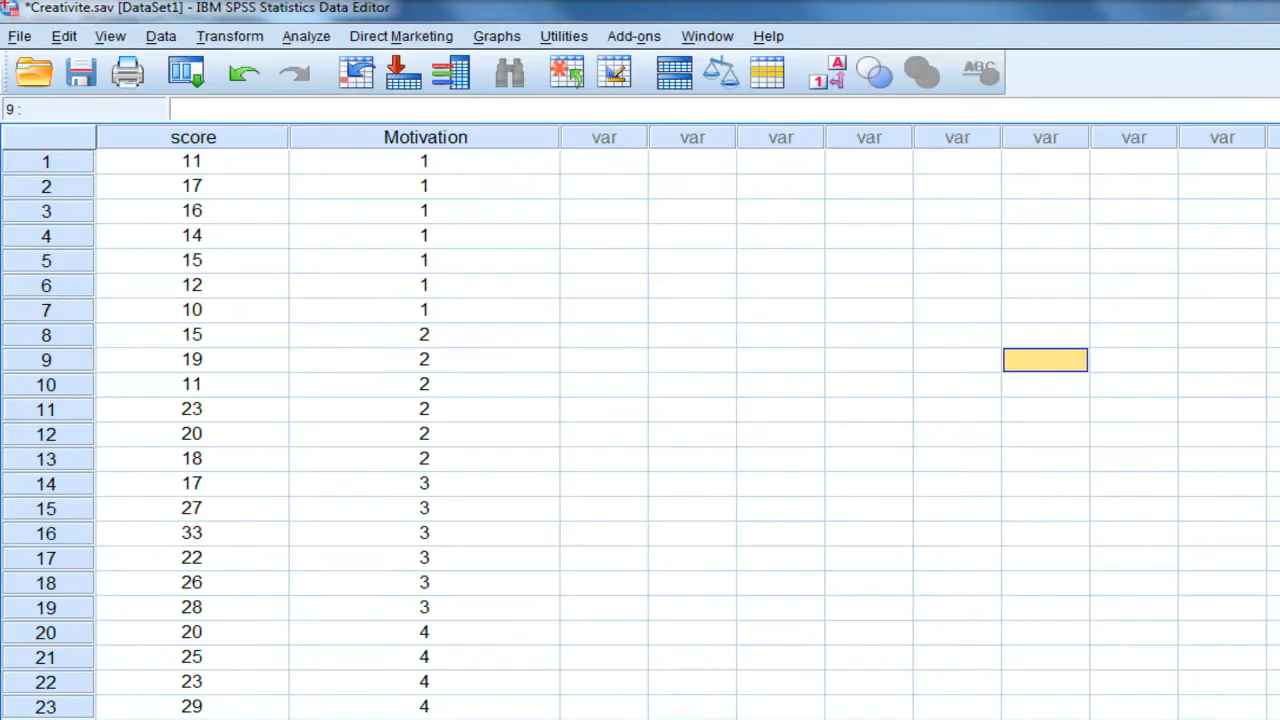 *Creativite.sav [DataSet1] - IBM SPSS Statistics Data Editor
File Edit View Data Transform Analyze Direct Marketing Graphs Utilities Add-ons Window Help
1 A
ABC
9 :
score Motivation var var var var var var var var
1 11 1
2 17 1
3 16 1
4 14 1
5 15 1
6 12 1
7 10 1
8 15 2
9 19 2
10 11 2
11 23 2
12 20 2
13 18 2
14 17 3
15 27 3
16 33 3
17 22 3
18 26 3
19 28 3
20 20 4
21 25 4
22 23 4
23 29 4